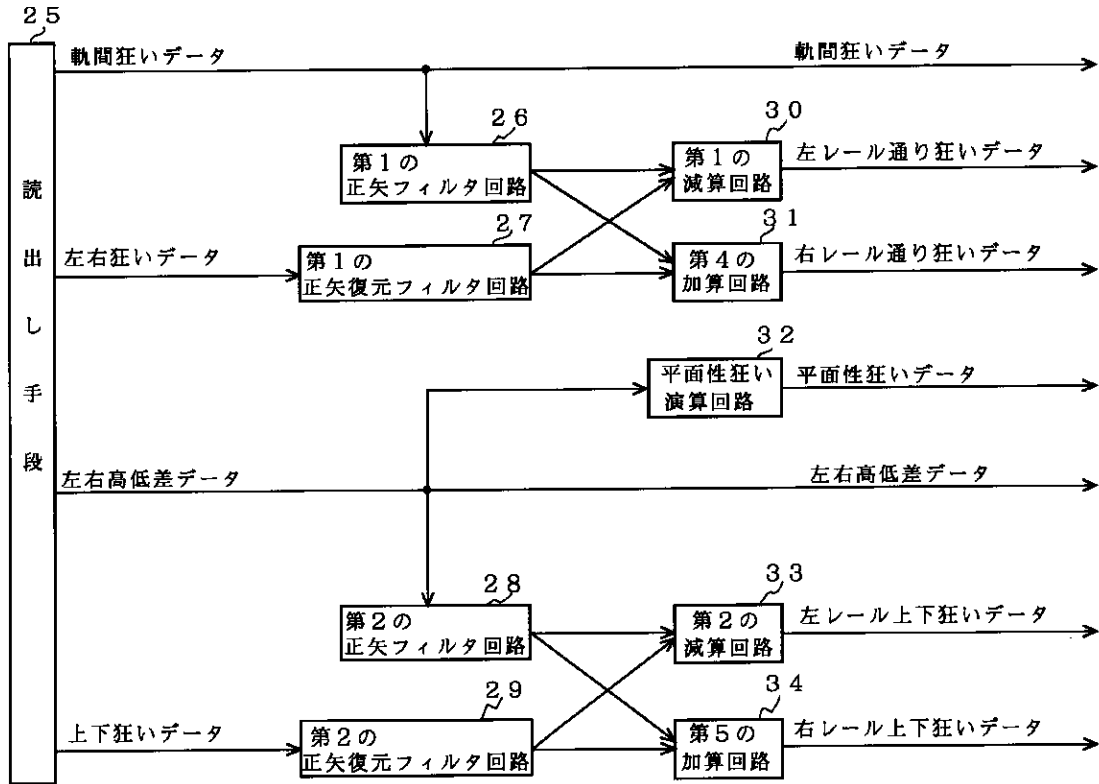 ２５
軌間狂いデータ
軌間狂いデータ
読出し手段
２６
第１の
正矢フィルタ回路
３０
第１の
減算回路
左レール通り狂いデータ
左右狂いデータ
２７
第１の
正矢復元フィルタ回路
３１
第４の
加算回路
右レール通り狂いデータ
３２
平面性狂い
演算回路
平面性狂いデータ
左右高低差データ
左右高低差データ
２８
第２の
正矢フィルタ回路
３３
第２の
減算回路
左レール上下狂いデータ
上下狂いデータ
２９
第２の
正矢復元フィルタ回路
３４
第５の
加算回路
右レール上下狂いデータ